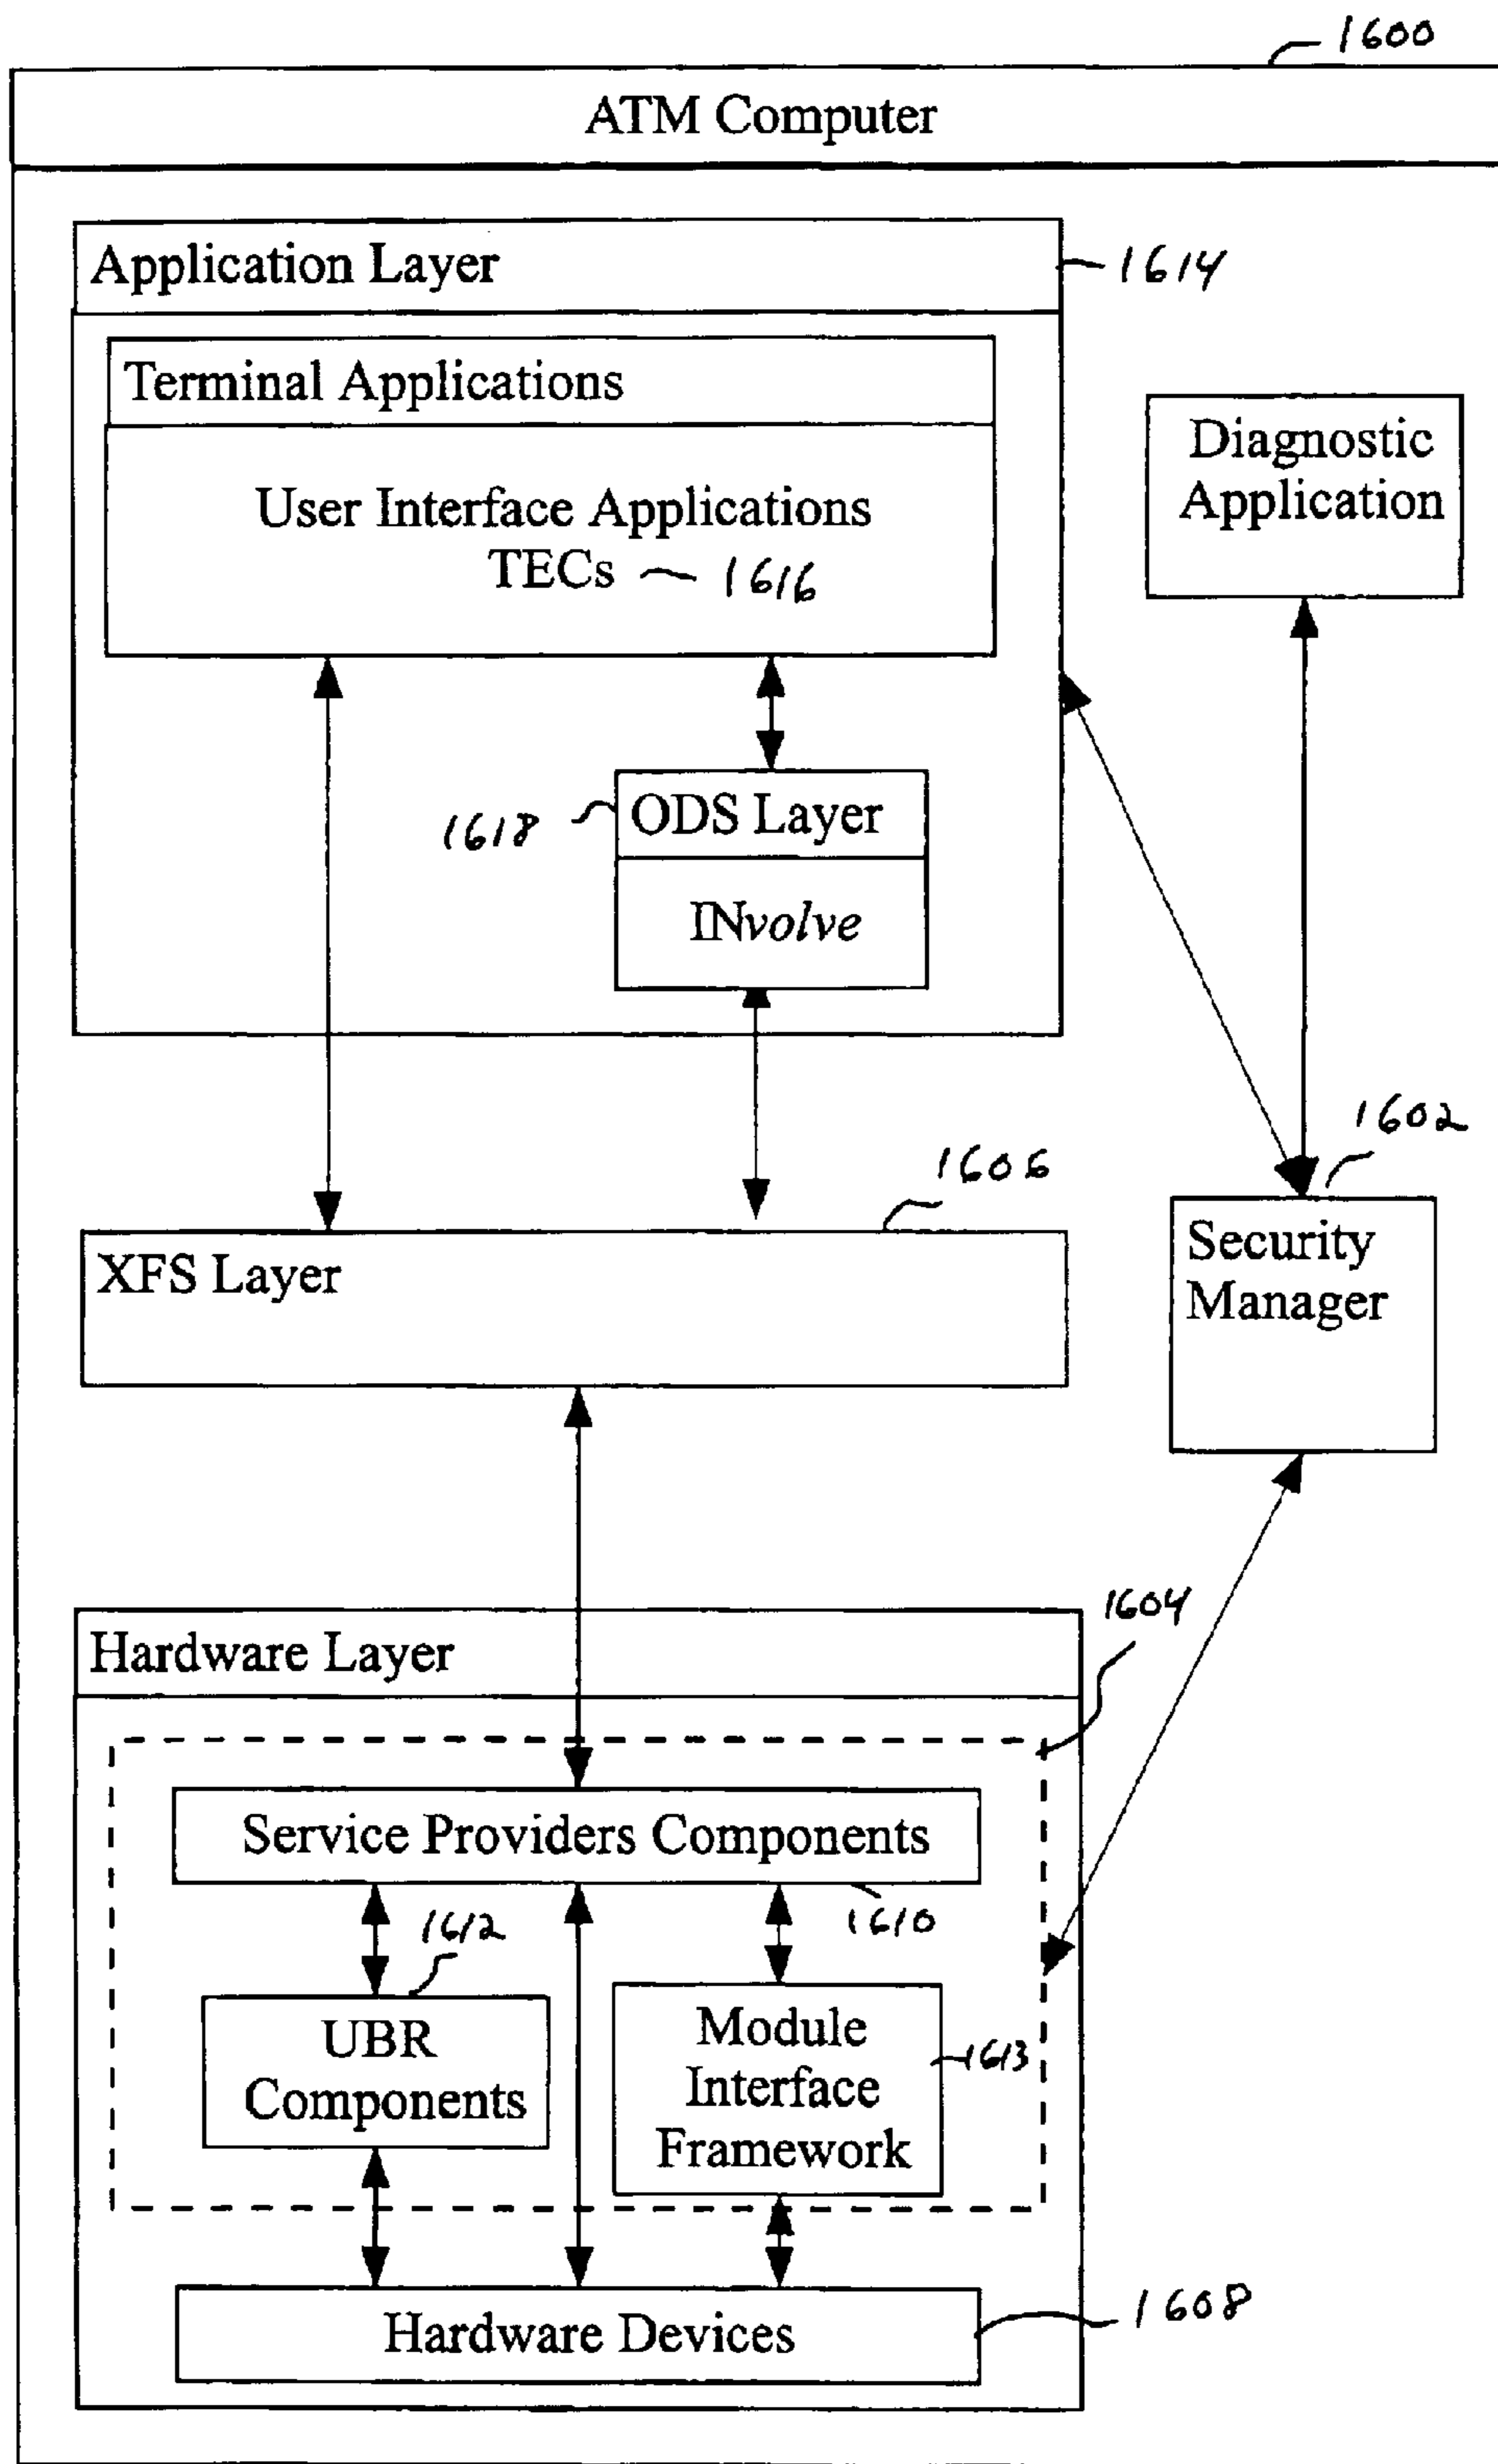 1600
ATM Computer
Application Layer
1614
Terminal Applications
User Interface Applications
TECs 1616
Diagnostic
Application
1618
ODS Layer
INvolve
1606
XFS Layer
1602
Security
Manager
1604
Hardware Layer
Service Providers Components
1610
1612
UBR
Components
Module
Interface
Framework
1613
Hardware Devices
1608